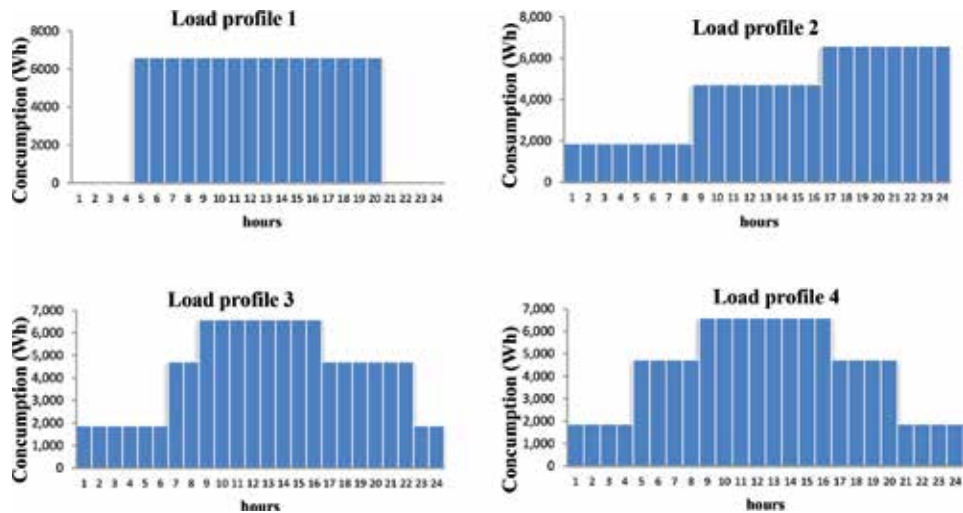 Load profile 1
Concumption (Wh)
8000
6000
4000
2000
0
1 2 3 4 5 6 7 8 9 10 11 12 13 14 15 16 17 18 19 20 21 22 23 24
hours
Load profile 2
Consumption (Wh)
8,000
6,000
4,000
2,000
0
1 2 3 4 5 6 7 8 9 10 11 12 13 14 15 16 17 18 19 20 21 22 23 24
hours
Load profile 3
Concumption (Wh)
7,000
6,000
5,000
4,000
3,000
2,000
1,000
0
1 2 3 4 5 6 7 8 9 10 11 12 13 14 15 16 17 18 19 20 21 22 23 24
hours
Load profile 4
Concumption (Wh)
7,000
6,000
5,000
4,000
3,000
2,000
1,000
0
1 2 3 4 5 6 7 8 9 10 11 12 13 14 15 16 17 18 19 20 21 22 23 24
hours